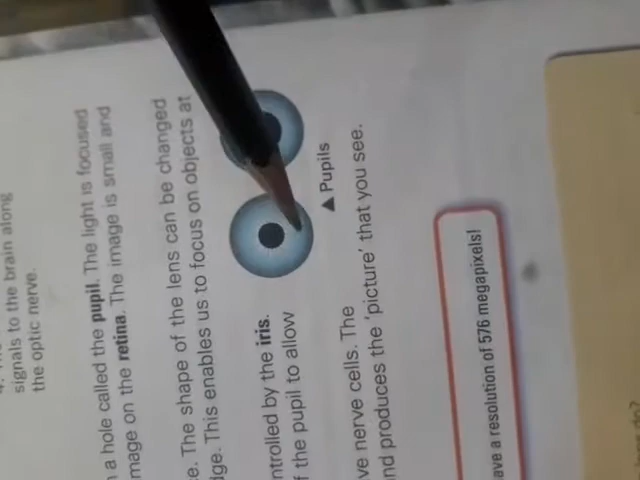 signals to the brain along
the optic nerve.
a hole called the pupil. The light is focused
mage on the retina. The image is small and
e. The shape of the lens can be changed
dge. This enables us to focus on objects at
ntrolled by the iris.
f the pupil to allow
▲ Pupils
ve nerve cells. The
nd produces the 'picture' that you see.
ave a resolution of 576 megapixels!